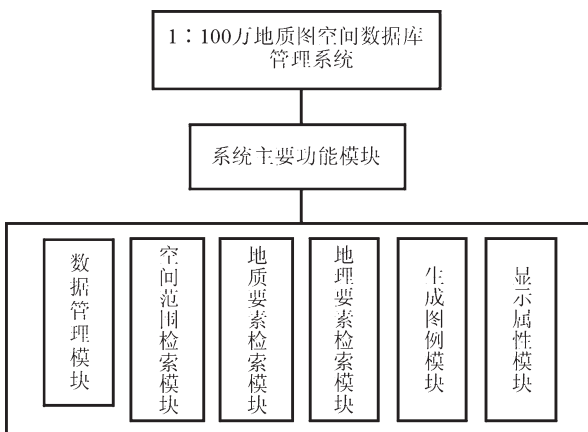 1：100万地质图空间数据库
管理系统
系统主要功能模块
数据管理模块
空间范围检索模块
地质要素检索模块
地理要素检索模块
生成图例模块
显示属性模块